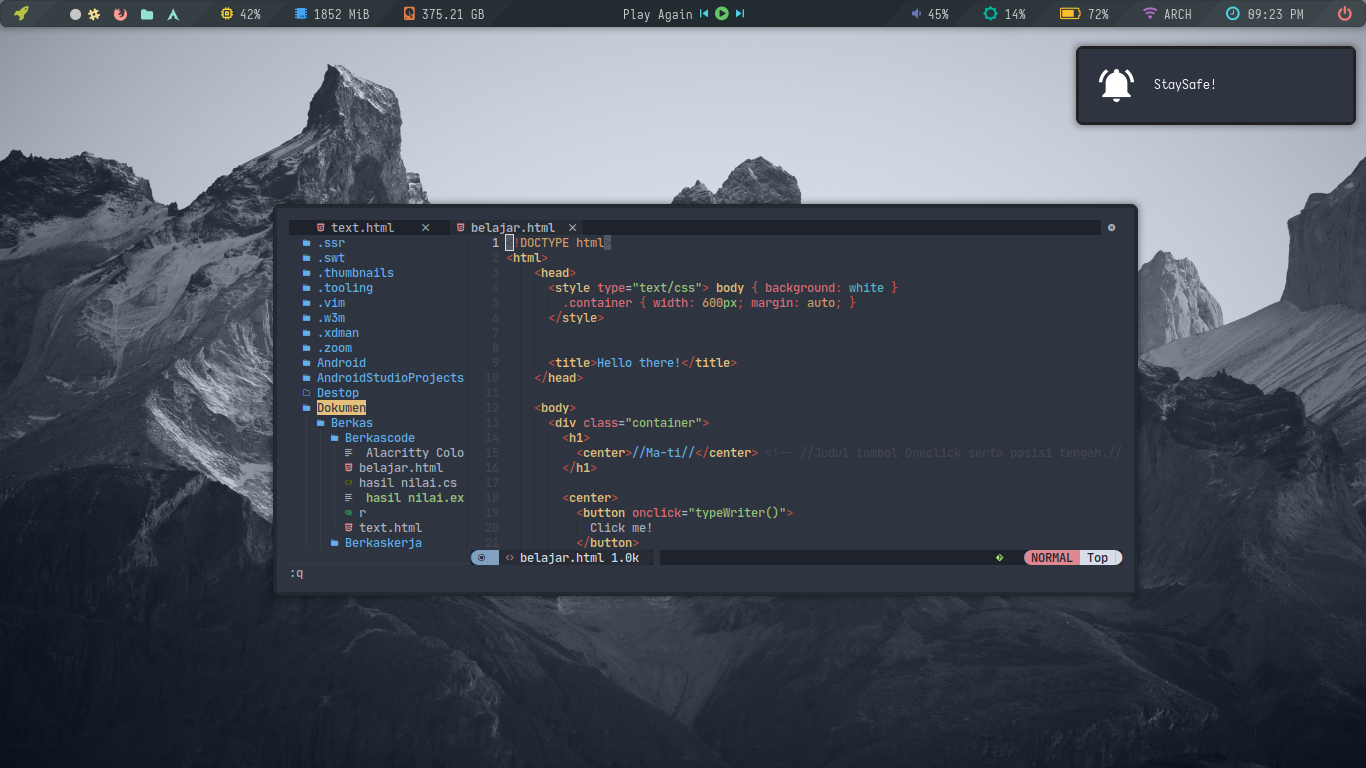 42% 1852 MiB 375.21 GB Play Again 45% 14% 72% ARCH 09:23 PM
StaySafe!
text.html × belajar.html ×
.ssr
.swt
.thumbnails
.tooling
.vim
.w3m
.xdman
.zoom
Android
AndroidStudioProjects
Destop
Dokumen
Berkas
Berkascode
Alacritty Colo
belajar.html
hasil nilai.cs
hasil nilai.ex
r
text.html
Berkaskerja
1 !DOCTYPE html
2 <html>
3 <head>
4 <style type="text/css"> body { background: white }
5 .container { width: 600px; margin: auto; }
6 </style>
7
8
9 <title>Hello there!</title>
10 </head>
11
12 <body>
13 <div class="container">
14 <h1>
15 <center>//Ma-ti//</center> <!-- //Judul tombol Oneclick serta posisi tengah.//
16 </h1>
17
18 <center>
19 <button onclick="typeWriter()">
20 Click me!
21 </button>
<> belajar.html 1.0k NORMAL Top
:q